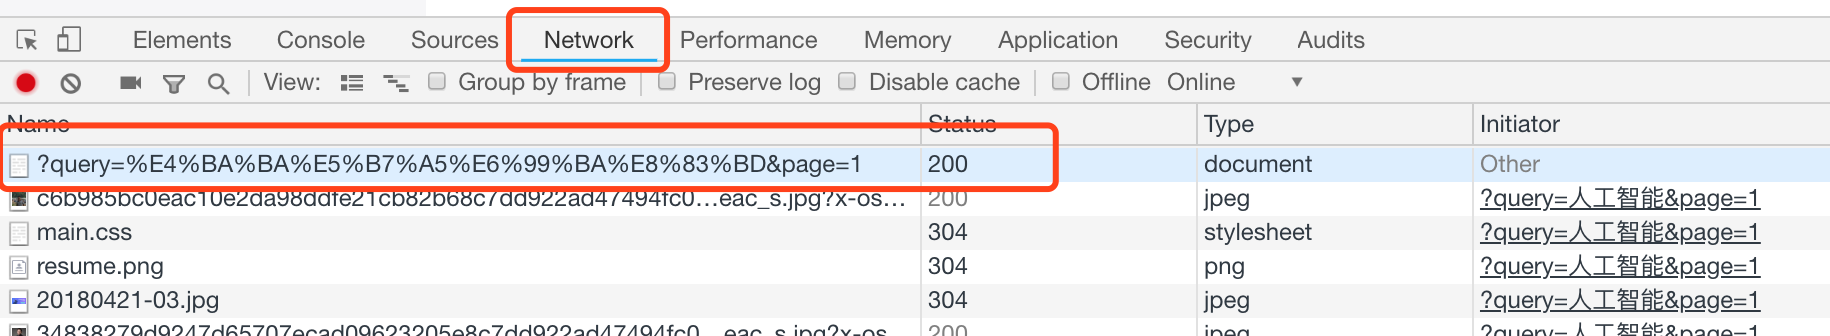 Elements Console Sources Network Performance Memory Application Security Audits
View: Group by frame Preserve log Disable cache Offline Online
Name Status Type Initiator
?query=%E4%BA%BA%E5%B7%A5%E6%99%BA%E8%83%BD&page=1 200 document Other
c6b985bc0eac10e2da98ddfe21cb82b68c7dd922ad47494fc0…eac_s.jpg?x-os… 200 jpeg ?query=人工智能&page=1
main.css 304 stylesheet ?query=人工智能&page=1
resume.png 304 png ?query=人工智能&page=1
20180421-03.jpg 304 jpeg ?query=人工智能&page=1
34838279d9247d65707ecad09623205e8c7dd922ad47494fc0…eac_s.jpg?x-os… 200 jpeg ?query=人工智能&page=1